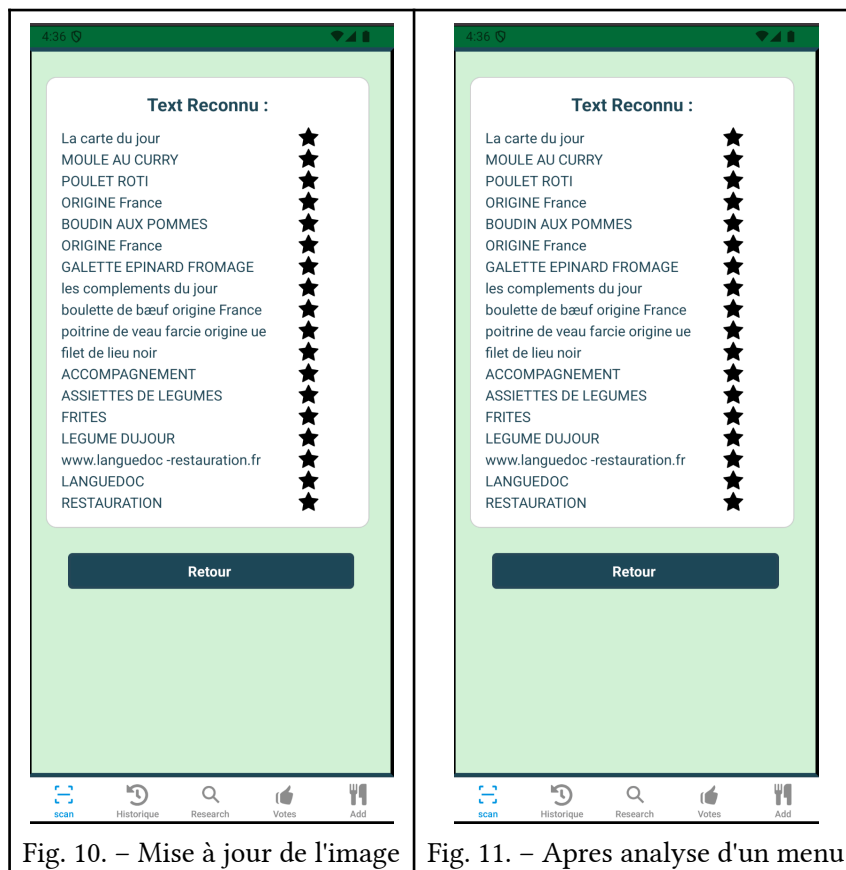 4:36
Text Reconnu :
La carte du jour
MOULE AU CURRY
POULET ROTI
ORIGINE France
BOUDIN AUX POMMES
ORIGINE France
GALETTE EPINARD FROMAGE
les complements du jour
boulette de bæuf origine France
poitrine de veau farcie origine ue
filet de lieu noir
ACCOMPAGNEMENT
ASSIETTES DE LEGUMES
FRITES
LEGUME DUJOUR
www.languedoc -restauration.fr
LANGUEDOC
RESTAURATION
Retour
scan Historique Research Votes Add
Fig. 10. – Mise à jour de l'image
4:36
Text Reconnu :
La carte du jour
MOULE AU CURRY
POULET ROTI
ORIGINE France
BOUDIN AUX POMMES
ORIGINE France
GALETTE EPINARD FROMAGE
les complements du jour
boulette de bæuf origine France
poitrine de veau farcie origine ue
filet de lieu noir
ACCOMPAGNEMENT
ASSIETTES DE LEGUMES
FRITES
LEGUME DUJOUR
www.languedoc -restauration.fr
LANGUEDOC
RESTAURATION
Retour
scan Historique Research Votes Add
Fig. 11. – Apres analyse d'un menu